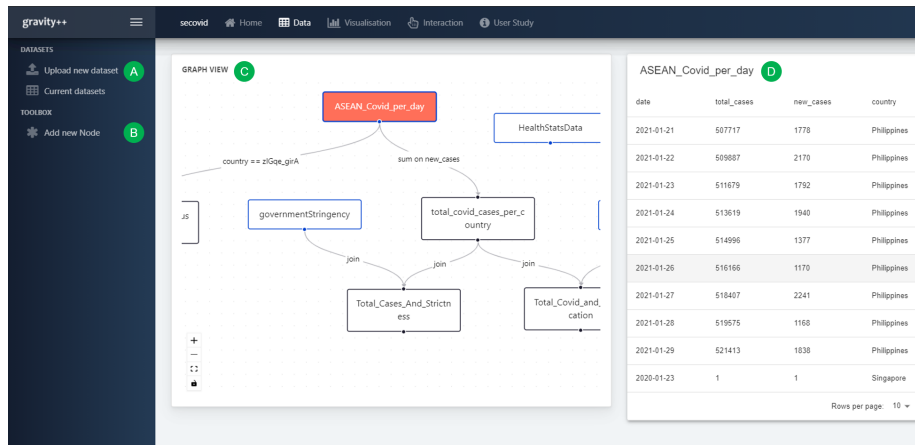 gravity++
secovid
Home
Data
Visualisation
Interaction
User Study
DATASETS
Upload new dataset
A
Current datasets
TOOLBOX
Add new Node
B
GRAPH VIEW
C
ASEAN_Covid_per_day
HealthStatsData
country == zIGqe_girA
sum on new_cases
us
governmentStringency
total_covid_cases_per_c
ountry
join
join
join
Total_Cases_And_Strictn
ess
Total_Covid_and_
cation
ASEAN_Covid_per_day
D
date total_cases new_cases country
2021-01-21 507717 1778 Philippines
2021-01-22 509887 2170 Philippines
2021-01-23 511679 1792 Philippines
2021-01-24 513619 1940 Philippines
2021-01-25 514996 1377 Philippines
2021-01-26 516166 1170 Philippines
2021-01-27 518407 2241 Philippines
2021-01-28 519575 1168 Philippines
2021-01-29 521413 1838 Philippines
2020-01-23 1 1 Singapore
Rows per page: 10